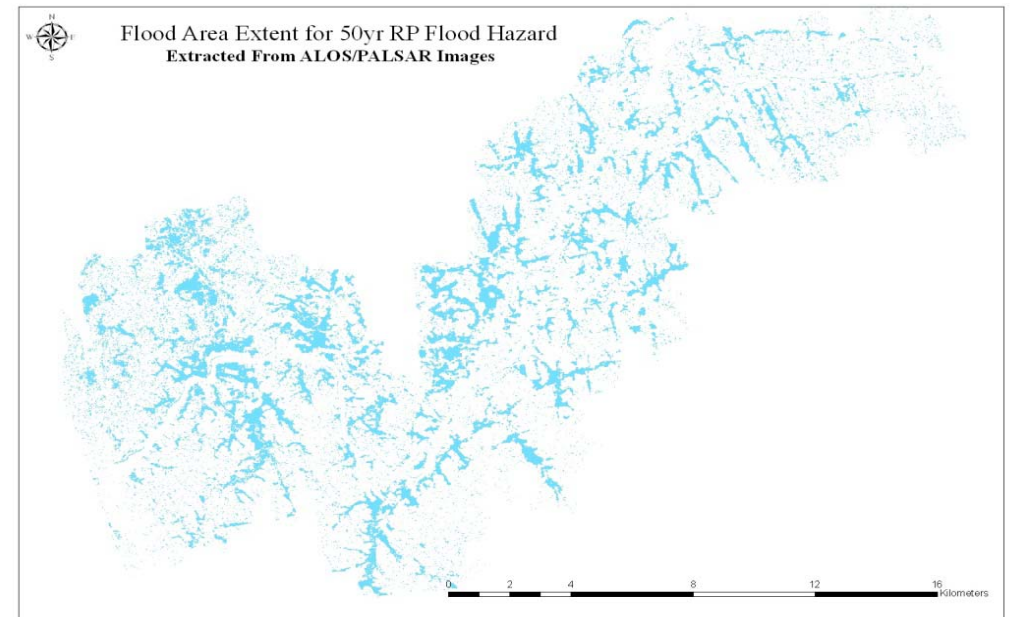 N
W E
S
Flood Area Extent for 50yr RP Flood Hazard
Extracted From ALOS/PALSAR Images
0 2 4 8 12 16
Kilometers